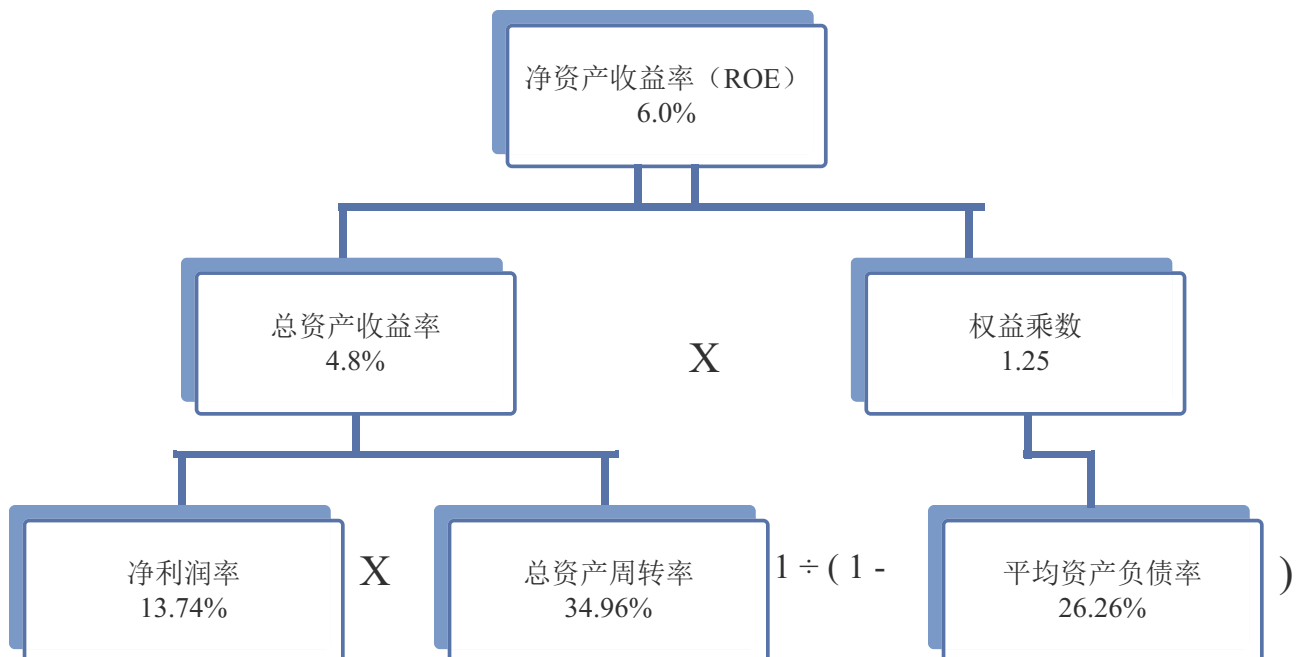 净资产收益率（ROE）
6.0%
总资产收益率
4.8%
X
权益乘数
1.25
净利润率
13.74%
X
总资产周转率
34.96%
1 ÷ ( 1 -
平均资产负债率
26.26%
)